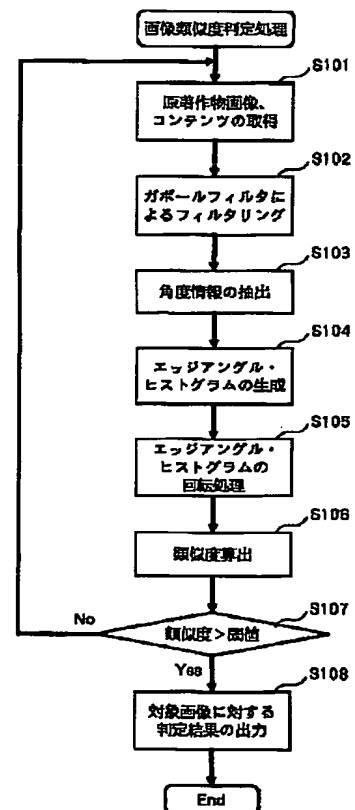 画像類似度判定処理
S101
原著作物画像、
コンテンツの取得
S102
ガボールフィルタに
よるフィルタリング
S103
角度情報の抽出
S104
エッジアングル・
ヒストグラムの生成
S105
エッジアングル・
ヒストグラムの
回転処理
S106
類似度算出
S107
No
類似度>閾値
Yes
S108
対象画像に対する
判定結果の出力
End